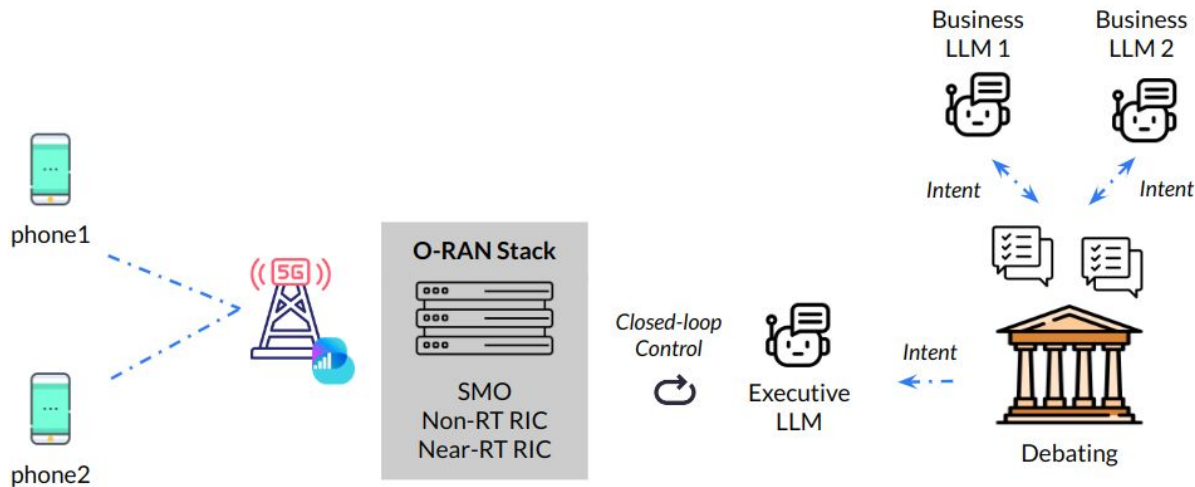 Business
LLM 1
Business
LLM 2
Intent
Intent
phone1
5G
O-RAN Stack
SMO
Non-RT RIC
Near-RT RIC
Closed-loop
Control
Executive
LLM
Intent
Debating
phone2